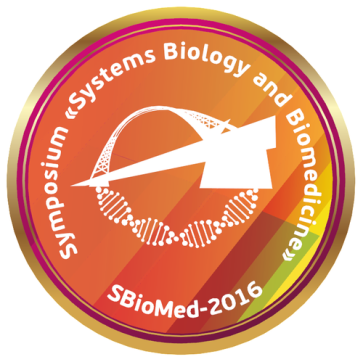 Symposium «Systems Biology and Biomedicine»
SBioMed-2016